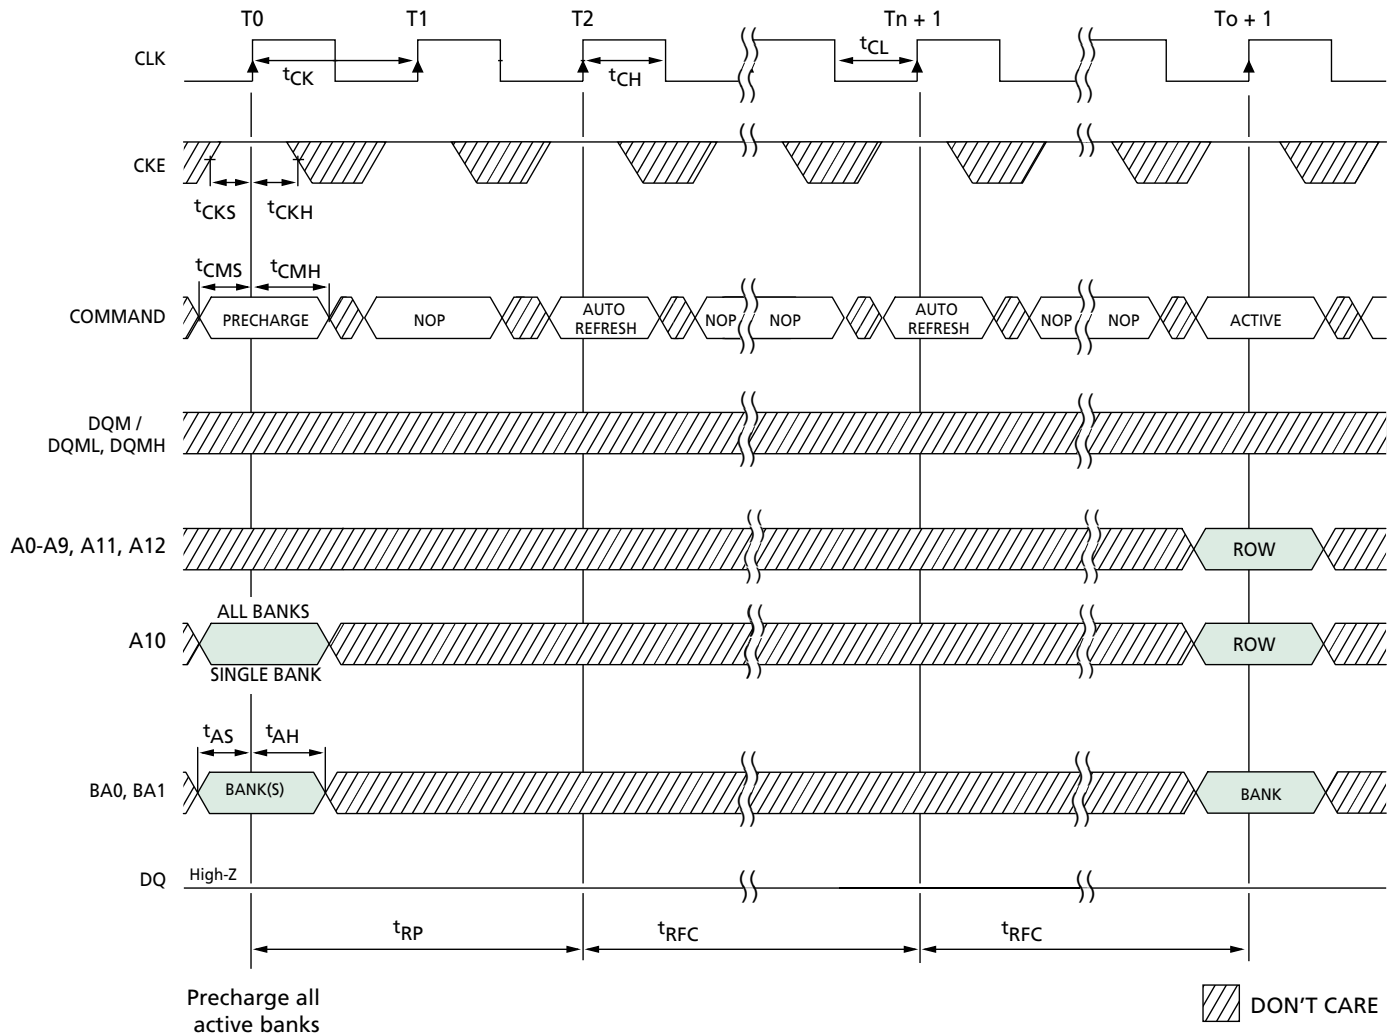 T0 T1 T2 Tn + 1 To + 1
CLK
tCK tCH tCL
CKE
tCKS tCKH
tCMS tCMH
COMMAND
PRECHARGE NOP AUTO REFRESH NOP NOP AUTO REFRESH NOP NOP ACTIVE
DQM /
DQML, DQMH
A0-A9, A11, A12
ROW
ALL BANKS
A10
ROW
SINGLE BANK
tAS tAH
BA0, BA1
BANK(S) BANK
DQ
High-Z
tRP tRFC tRFC
Precharge all
active banks
DON'T CARE